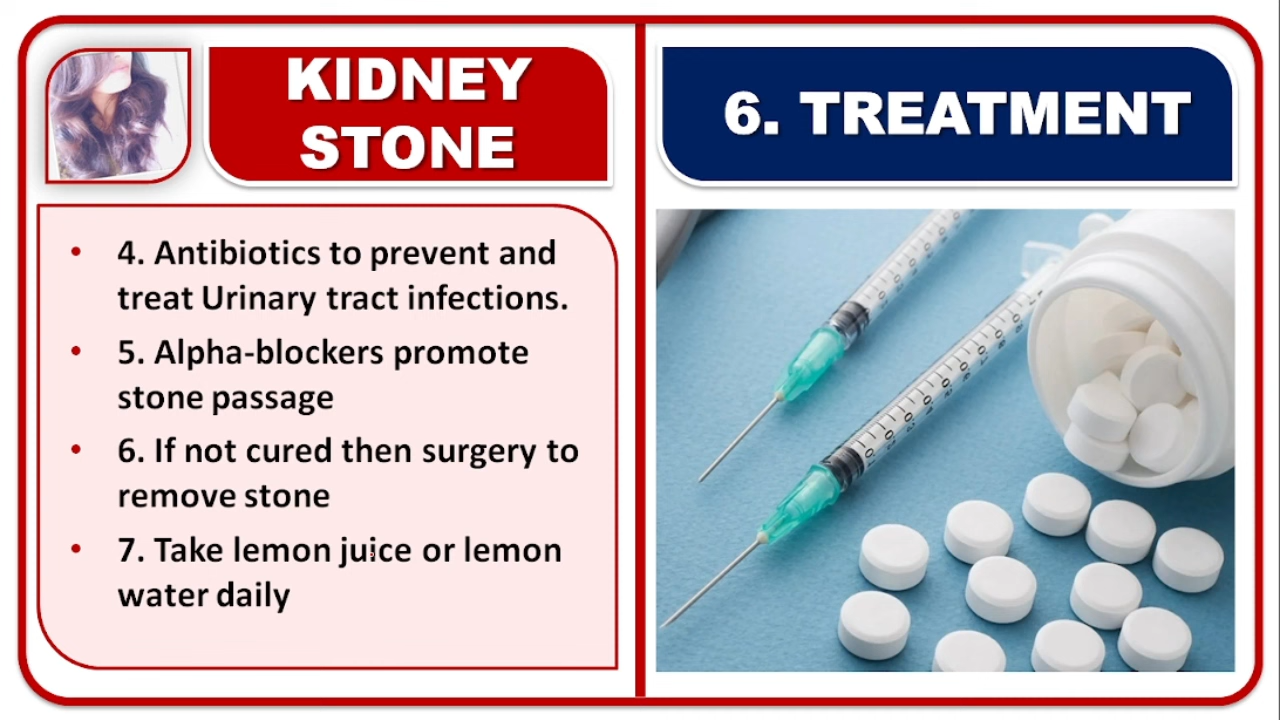 KIDNEY
STONE
6. TREATMENT
• 4. Antibiotics to prevent and
treat Urinary tract infections.
• 5. Alpha-blockers promote
stone passage
• 6. If not cured then surgery to
remove stone
• 7. Take lemon juice or lemon
water daily